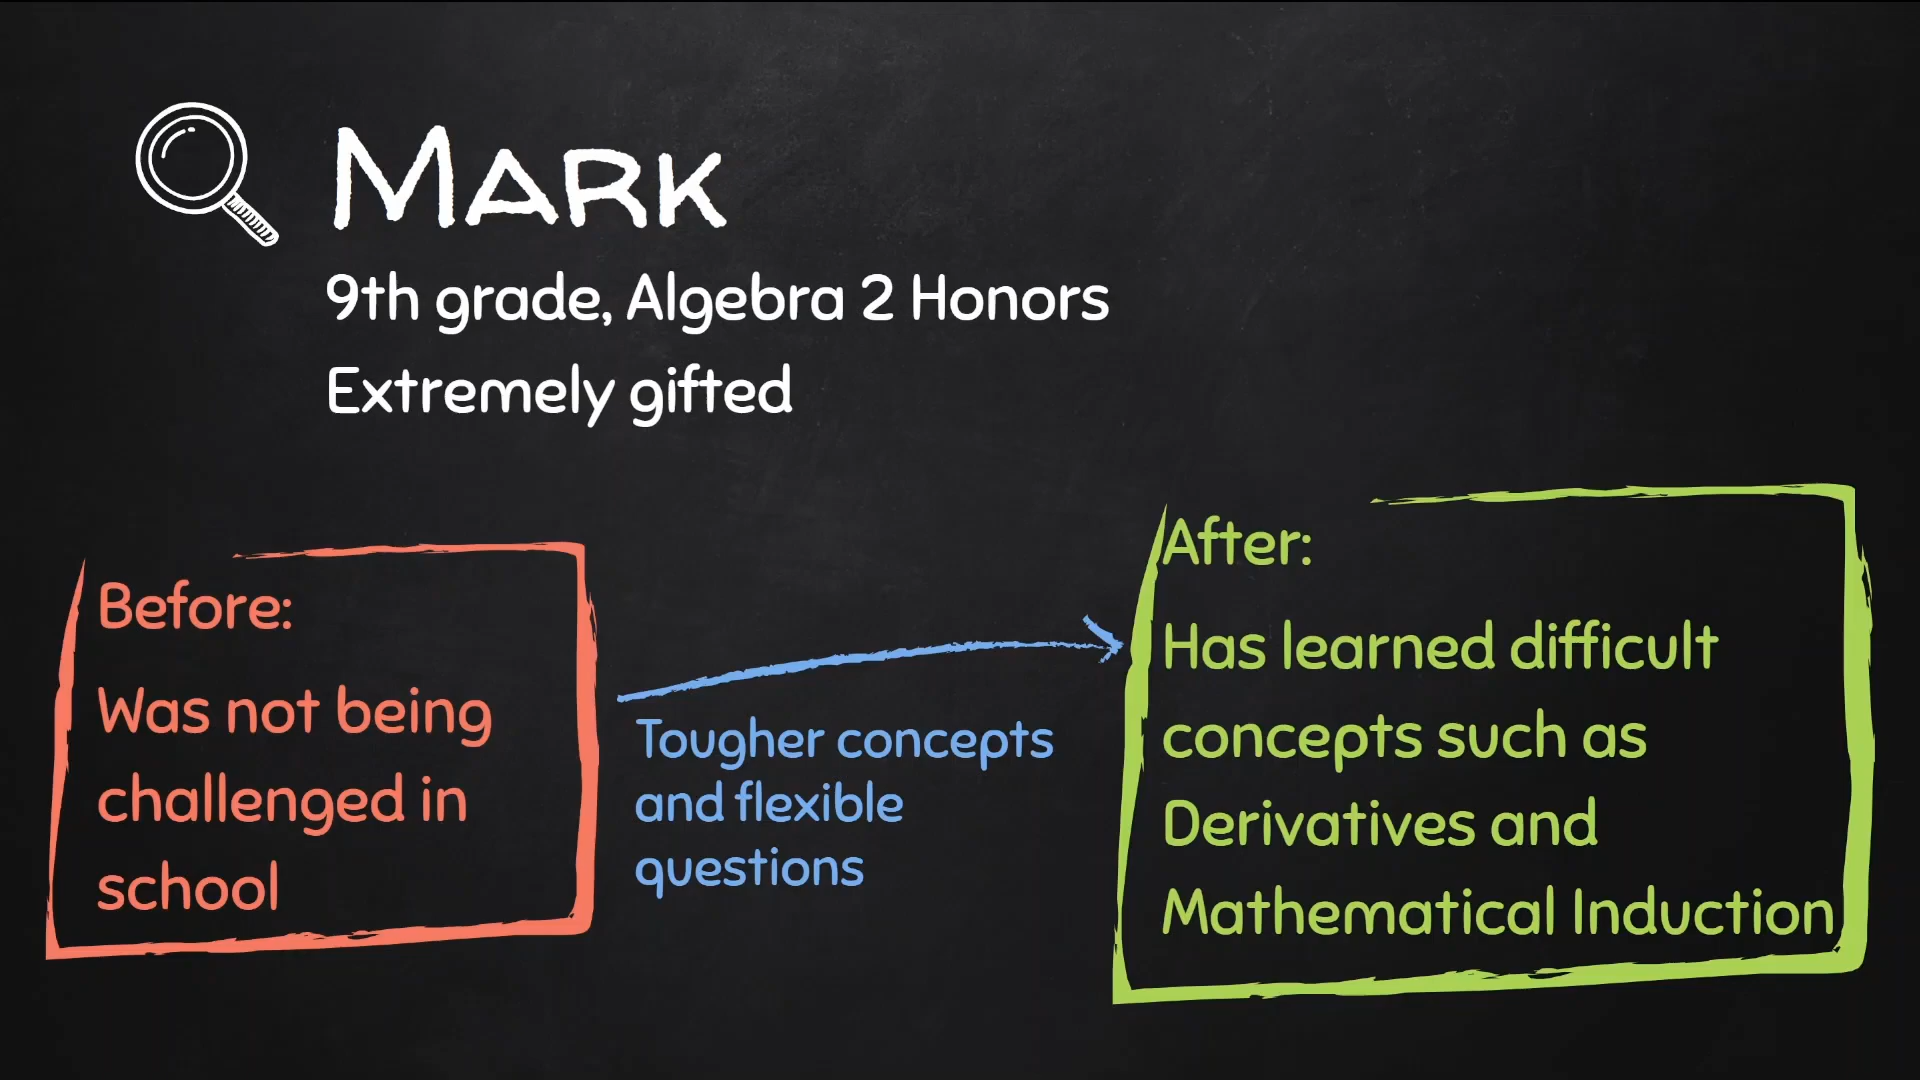 Mark
9th grade, Algebra 2 Honors
Extremely gifted
Before:
Was not being
challenged in
school
Tougher concepts
and flexible
questions
After:
Has learned difficult
concepts such as
Derivatives and
Mathematical Induction